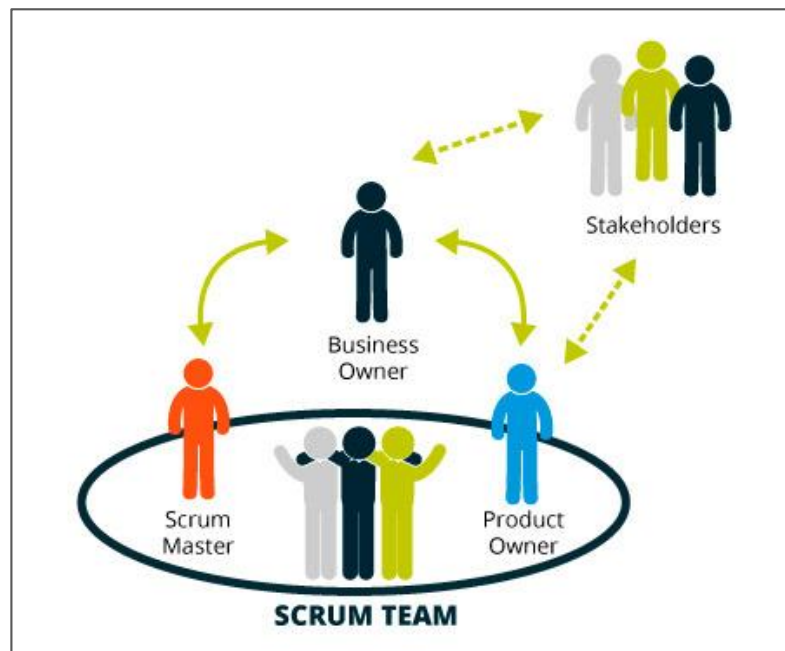 Stakeholders
Business
Owner
Scrum
Master
Product
Owner
SCRUM TEAM